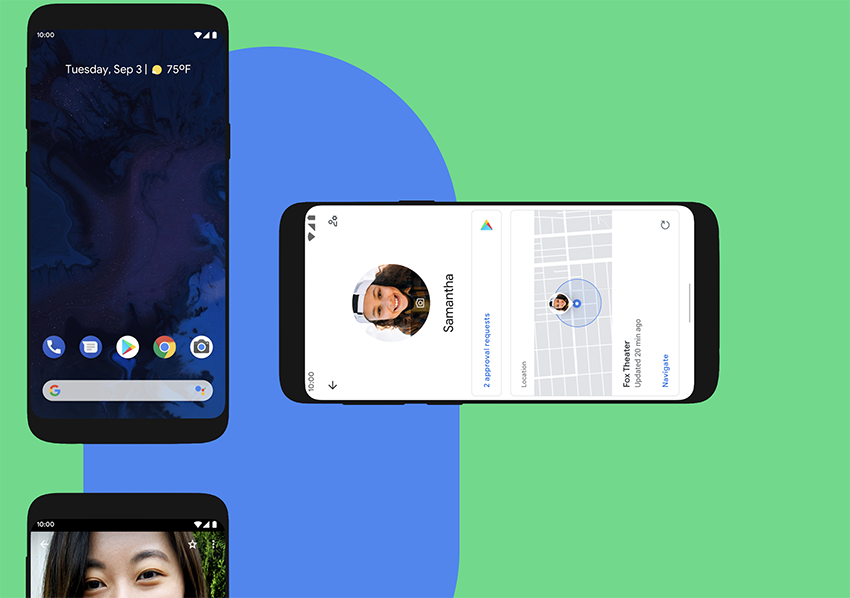 10:00
Tuesday, Sep 3 | 75°F
10:00
Samantha
2 approval requests
Location
Fox Theater
Updated 20 min ago
Navigate
10:00